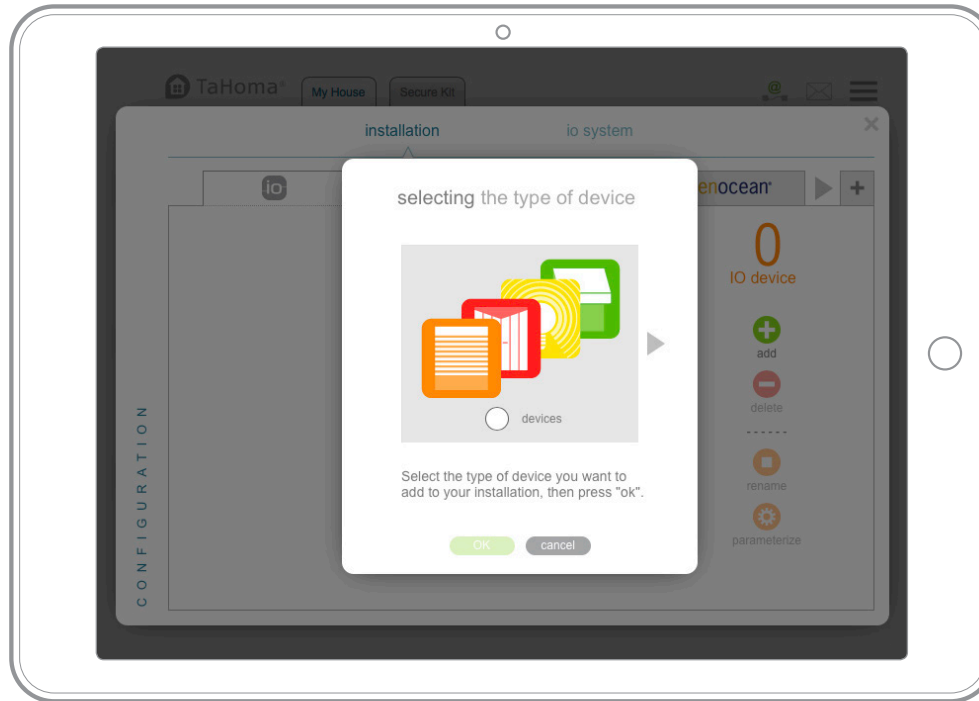 TaHoma®
My House
Secure Kit
@
installation
io system
io
enocean®
selecting the type of device
0
IO device
add
devices
delete
Select the type of device you want to
add to your installation, then press "ok".
rename
OK
cancel
parameterize
CONFIGURATION